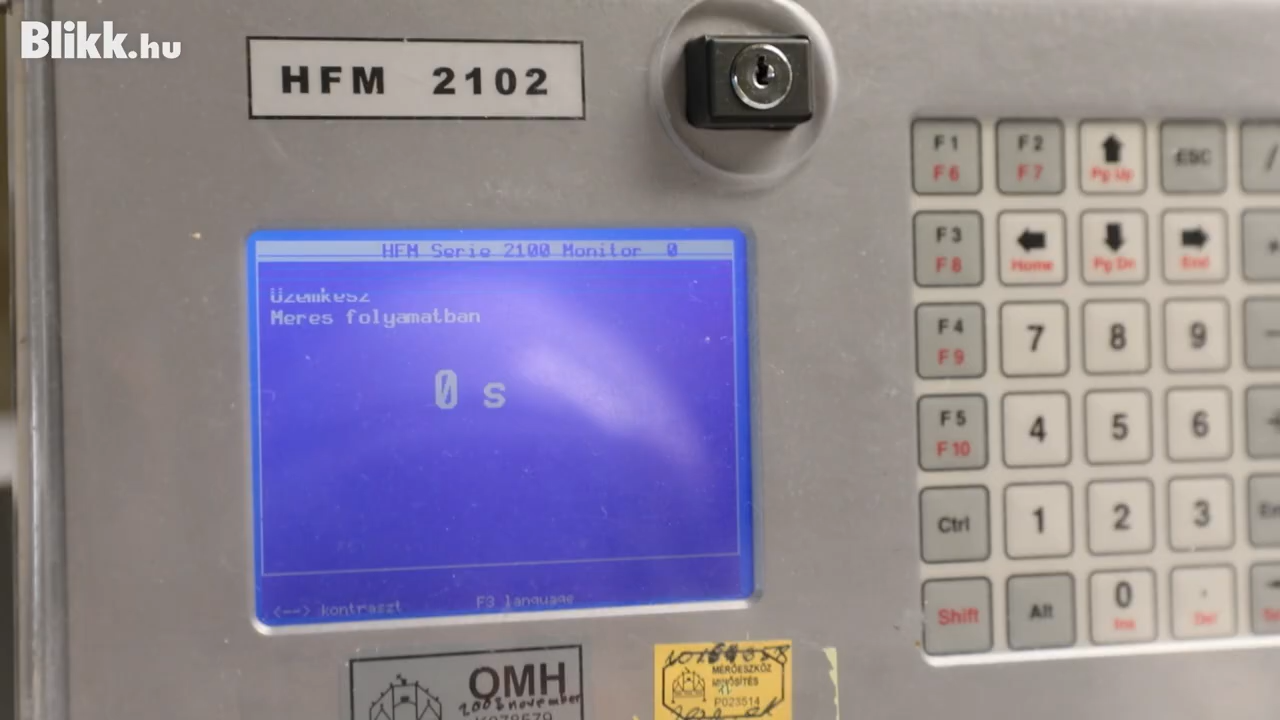 Blikk.hu
HFM 2102
HFM Serie 2100 Monitor 0
Üzemkész
Meres folyamatban
0 s
<--> kontraszt
F3 language
F1 F2 Pg Up ESC /
F6 F7
F3 Home Pg Dn End
F8
F4 7 8 9
F9
F5 4 5 6
F10
Ctrl 1 2 3
Shift Alt 0 Ins . Del
OMH
2008 november
MÉRŐESZKÖZ
MINŐSÍTÉS
P023514